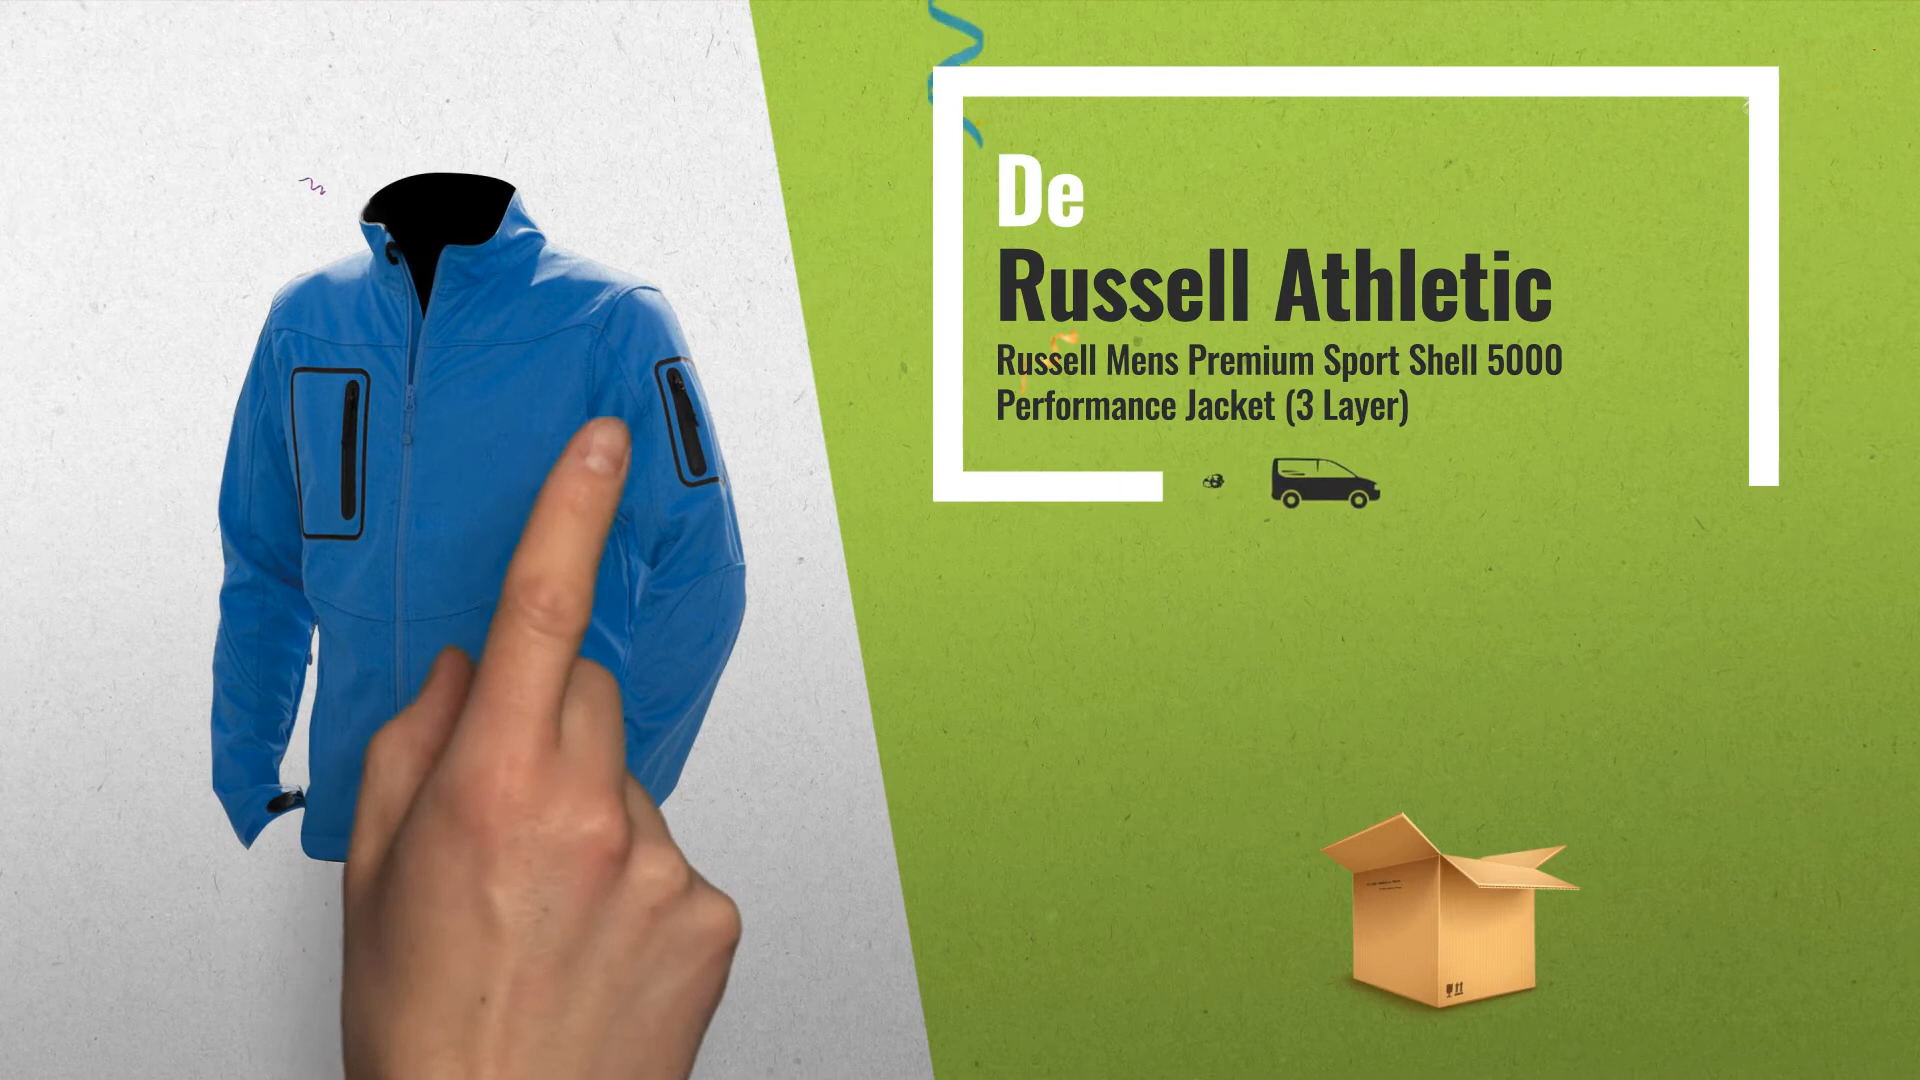 De
Russell Athletic
Russell Mens Premium Sport Shell 5000
Performance Jacket (3 Layer)